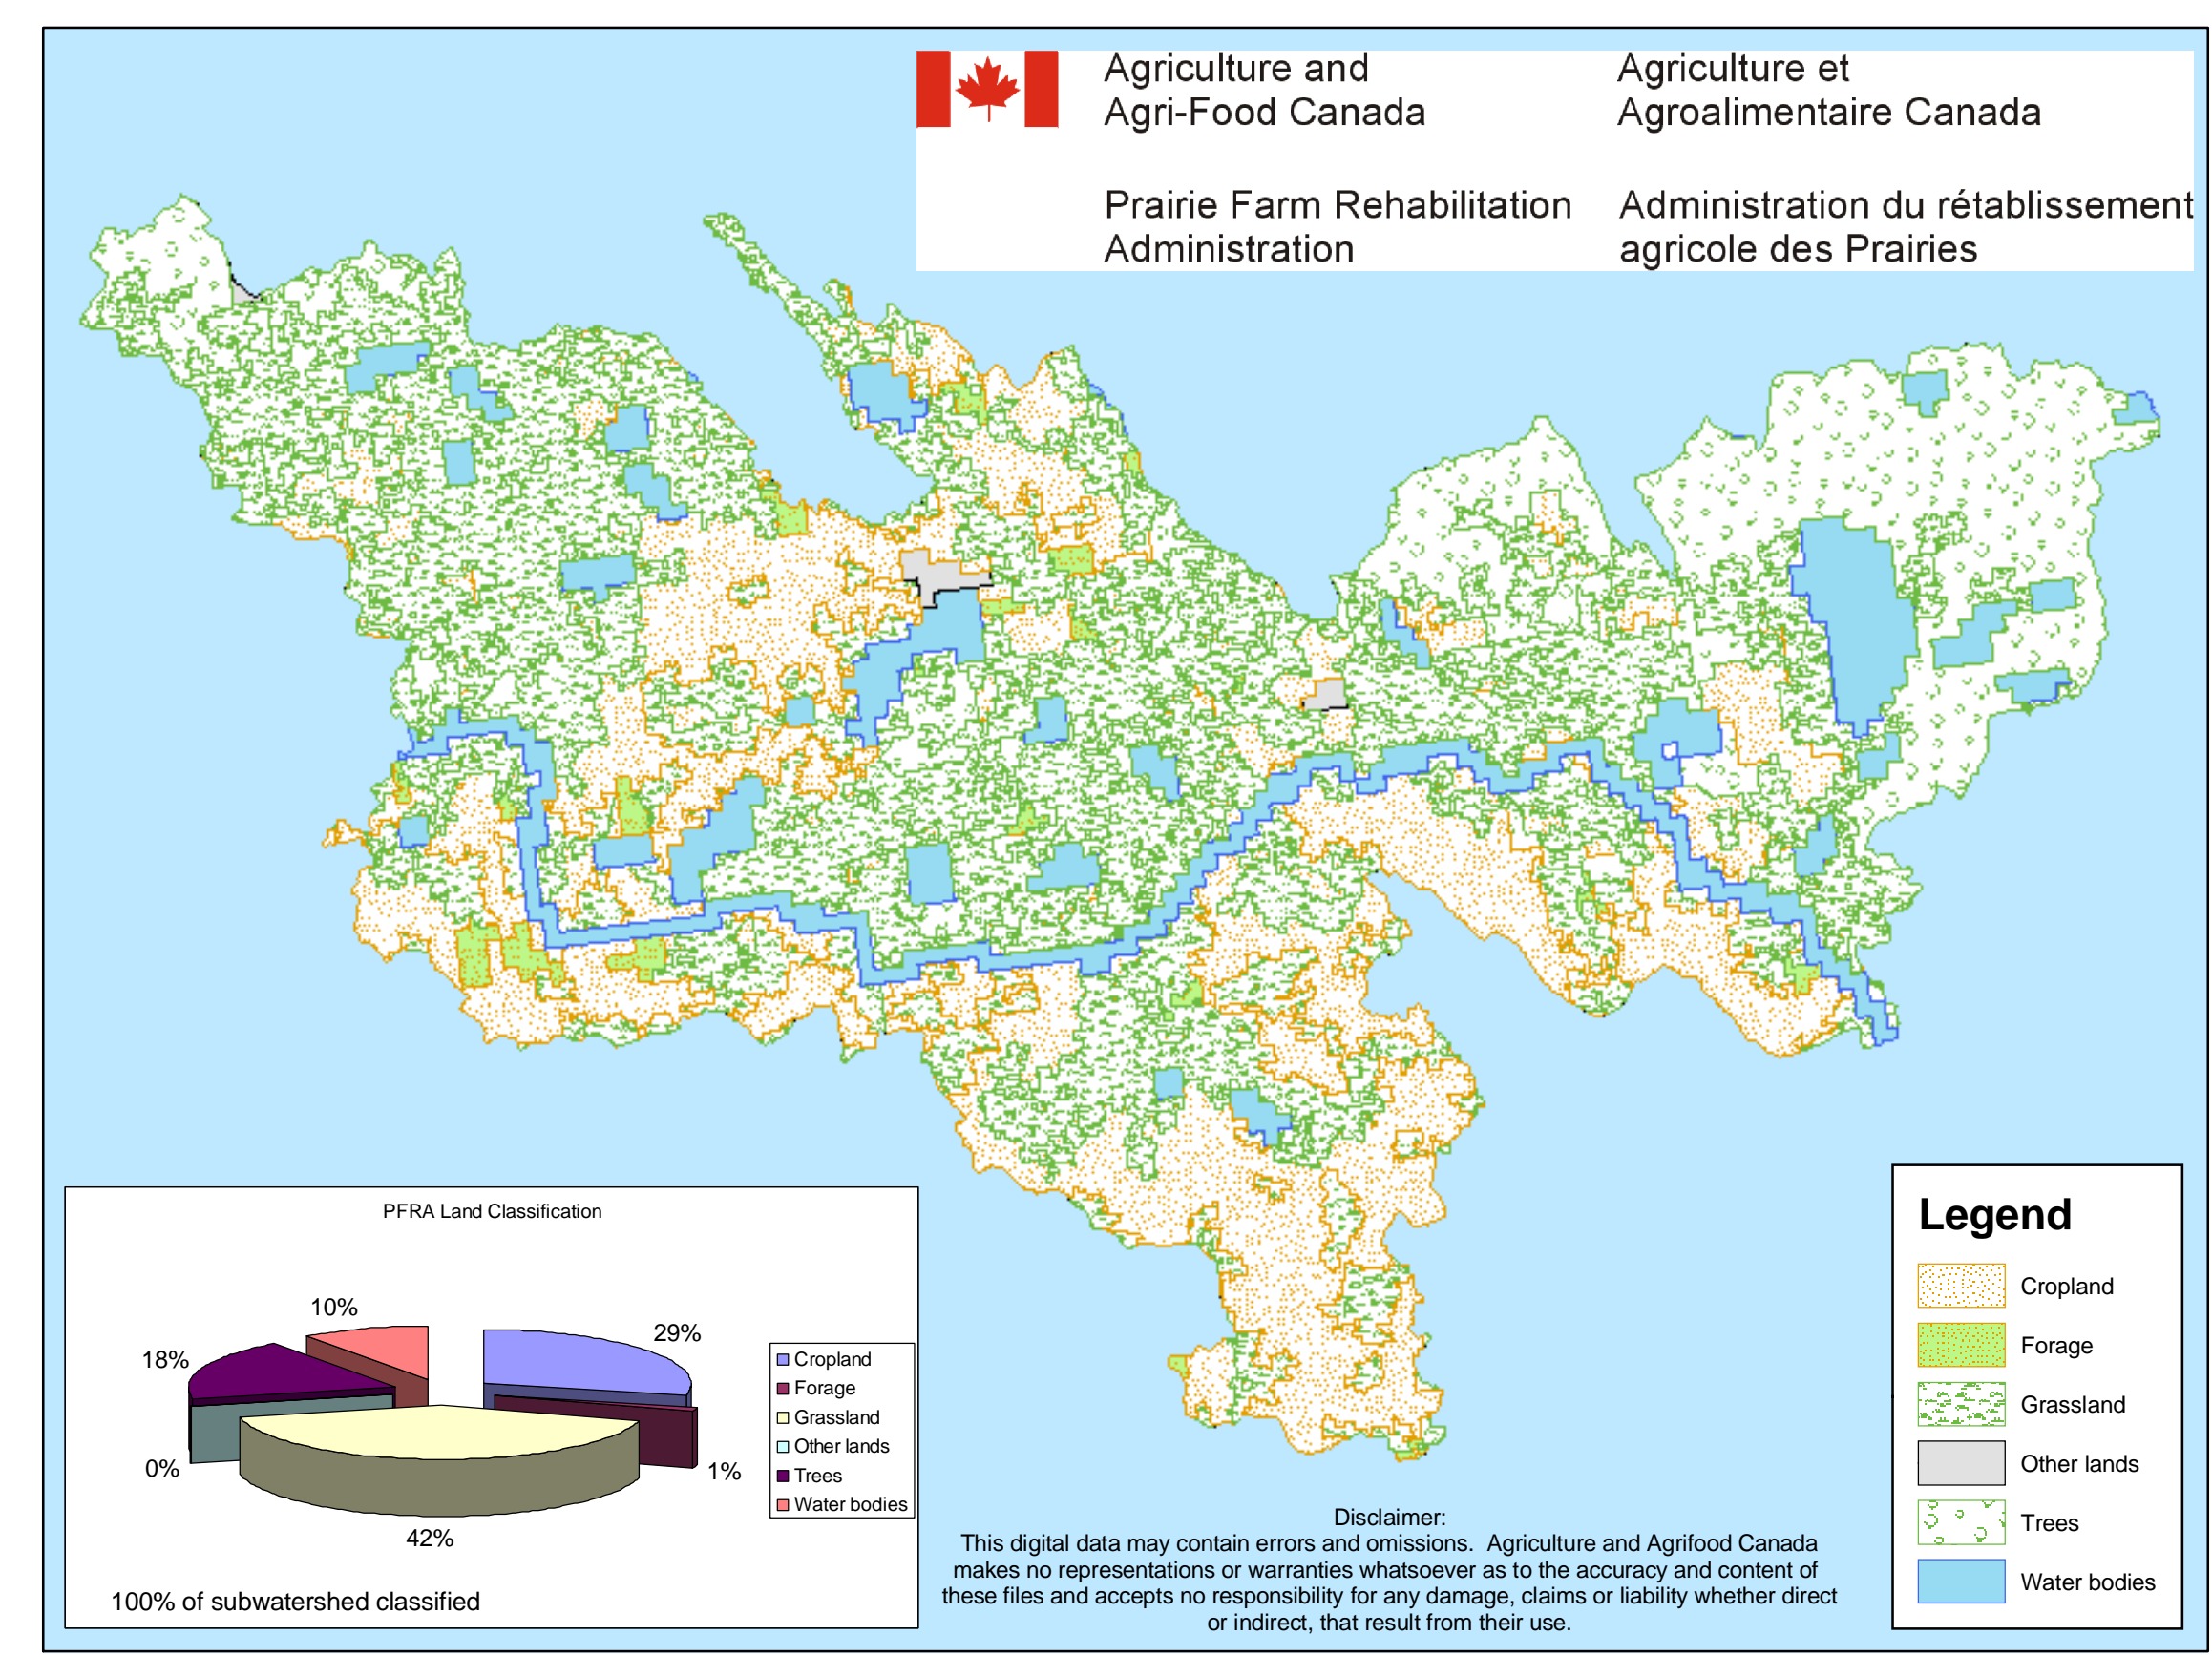 Agriculture and
Agri-Food Canada
Agriculture et
Agroalimentaire Canada
Prairie Farm Rehabilitation
Administration
Administration du rétablissement
agricole des Prairies
PFRA Land Classification
10%
29%
18%
0%
1%
42%
Cropland
Forage
Grassland
Other lands
Trees
Water bodies
100% of subwatershed classified
Disclaimer:
This digital data may contain errors and omissions. Agriculture and Agrifood Canada
makes no representations or warranties whatsoever as to the accuracy and content of
these files and accepts no responsibility for any damage, claims or liability whether direct
or indirect, that result from their use.
Legend
Cropland
Forage
Grassland
Other lands
Trees
Water bodies